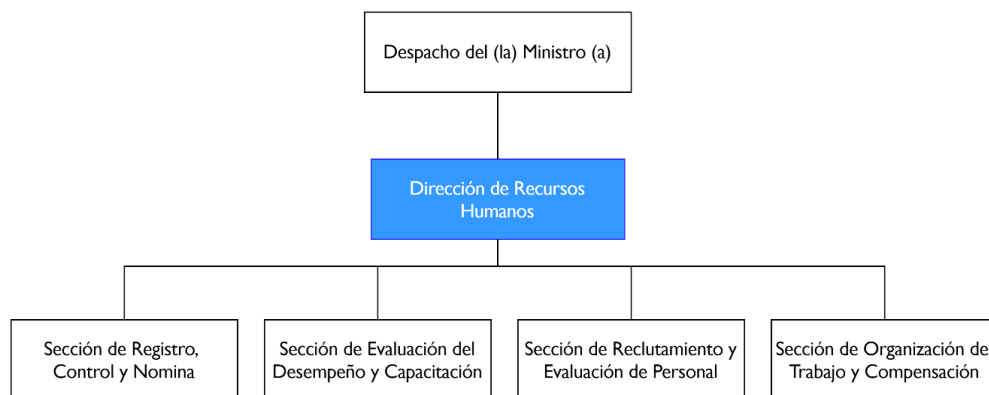 Despacho del (la) Ministro (a)
Dirección de Recursos
Humanos
Sección de Registro,
Control y Nomina
Sección de Evaluación del
Desempeño y Capacitación
Sección de Reclutamiento y
Evaluación de Personal
Sección de Organización de
Trabajo y Compensación